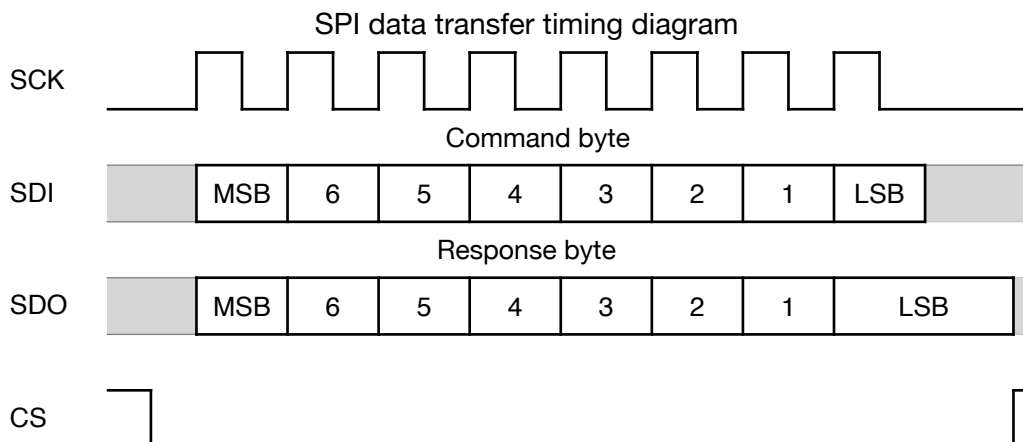 SPI data transfer timing diagram
SCK
Command byte
SDI MSB 6 5 4 3 2 1 LSB
Response byte
SDO MSB 6 5 4 3 2 1 LSB
CS